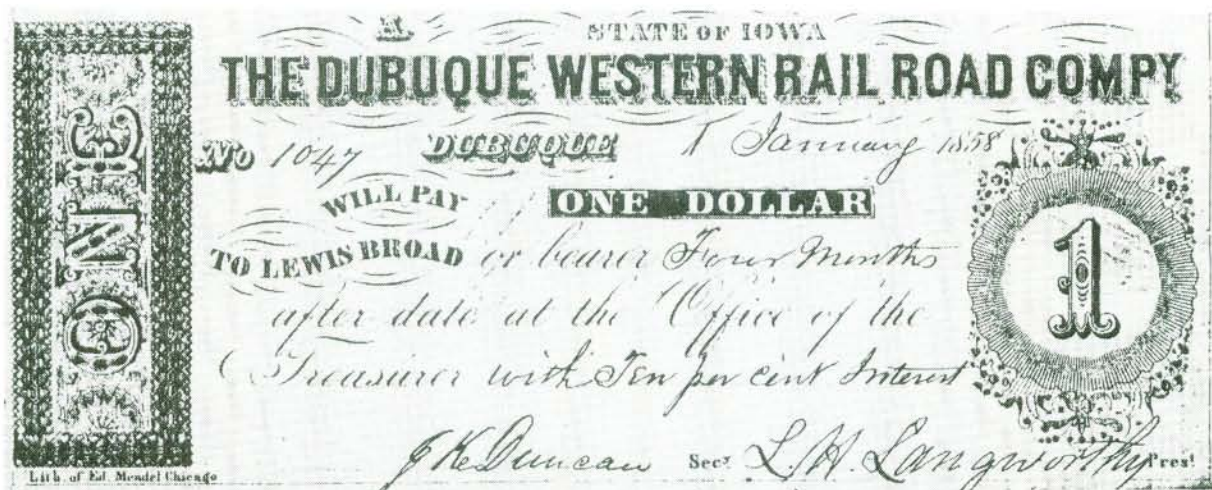 A STATE OF IOWA
THE DUBUQUE WESTERN RAIL ROAD COMPY
No 1047 DUBUQUE 1 January 1858
WILL PAY ONE DOLLAR
TO LEWIS BROAD or bearer Four Months
after date at the Office of the
Treasurer with Ten per cent Interest
J K Duncan Secy. L. H. Langworthy Prest
ONE
1
Lith. of Ed. Mendel Chicago